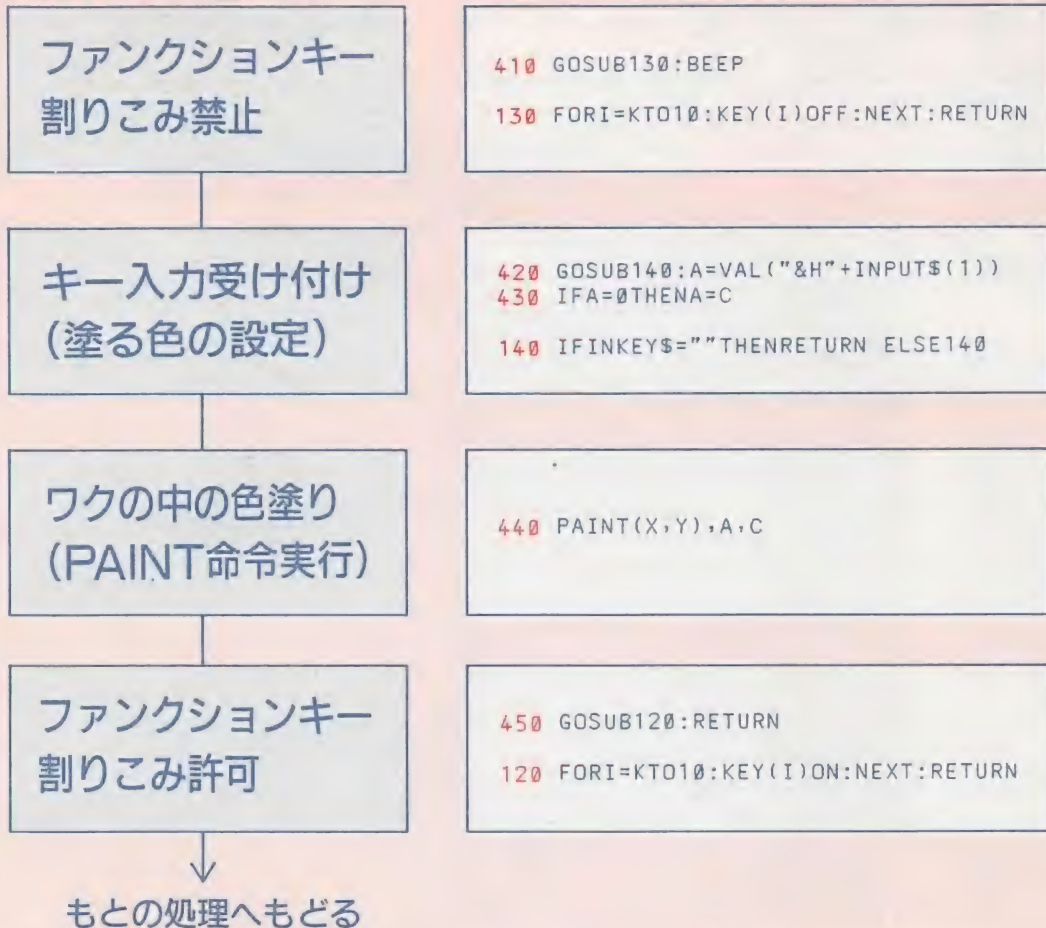 ファンクションキー
割りこみ禁止
410 GOSUB130:BEEP
130 FORI=KTO10:KEY(I)OFF:NEXT:RETURN
キー入力受け付け
(塗る色の設定)
420 GOSUB140:A=VAL("&H"+INPUT$(1))
430 IFA=0THENA=C
140 IFINKEY$=""THENRETURN ELSE140
ワクの中の色塗り
(PAINT命令実行)
440 PAINT(X,Y),A,C
ファンクションキー
割りこみ許可
450 GOSUB120:RETURN
120 FORI=KTO10:KEY(I)ON:NEXT:RETURN
もとの処理へもどる